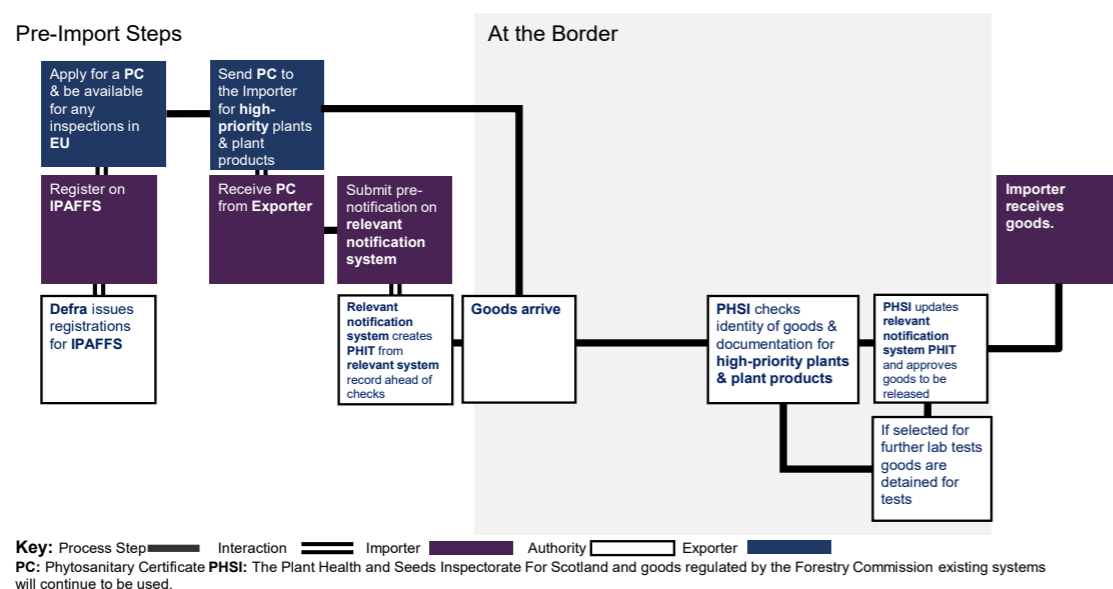 Pre-Import Steps
At the Border
Apply for a PC
& be available
for any
inspections in
EU
Send PC to
the Importer
for high-
priority plants
& plant
products
Register on
IPAFFS
Receive PC
from Exporter
Submit pre-
notification on
relevant
notification
system
Importer
receives
goods.
Defra issues
registrations
for IPAFFS
Relevant
notification
system creates
PHIT from
relevant system
record ahead of
checks
Goods arrive
PHSI checks
identity of goods &
documentation for
high-priority plants
& plant products
PHSI updates
relevant
notification
system PHIT
and approves
goods to be
released
If selected for
further lab tests
goods are
detained for
tests
Key: Process Step Interaction Importer Authority Exporter
PC: Phytosanitary Certificate PHSI: The Plant Health and Seeds Inspectorate For Scotland and goods regulated by the Forestry Commission existing systems
will continue to be used.